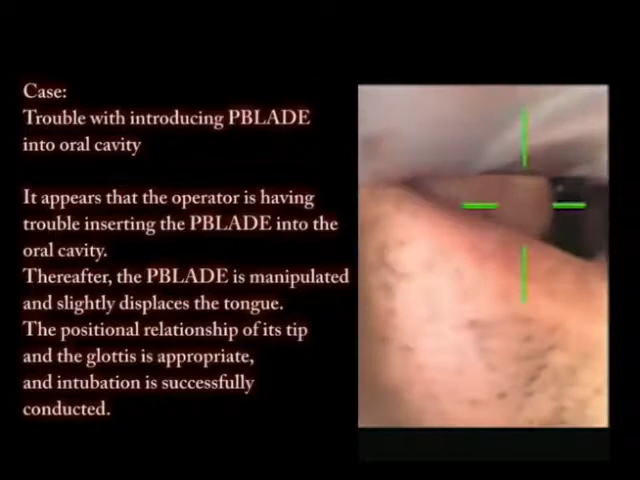 Case:
Trouble with introducing PBLADE
into oral cavity
It appears that the operator is having
trouble inserting the PBLADE into the
oral cavity.
Thereafter, the PBLADE is manipulated
and slightly displaces the tongue.
The positional relationship of its tip
and the glottis is appropriate,
and intubation is successfully
conducted.